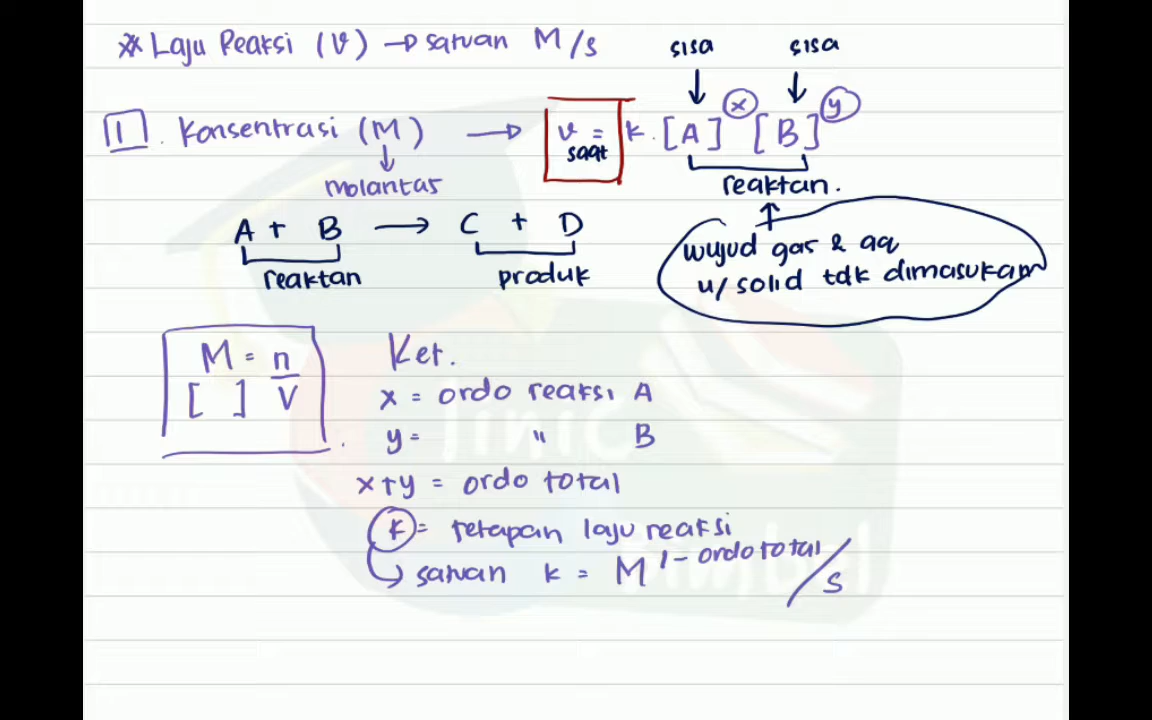 ** Laju Reaksi (v) → satuan M/s
sisa sisa
1. Konsentrasi (M) → v = k. [A]^x [B]^y
saat
↓
molaritas
reaktan.
A + B → C + D
reaktan produk
wujud gas & aq
u/ solid tdk dimasukan
M = n/V
[ ]
Ket.
x = ordo reaksi A
y = " B
x+y = ordo total
k = tetapan laju reaksi
↳ satuan k = M^1-ordo total / s